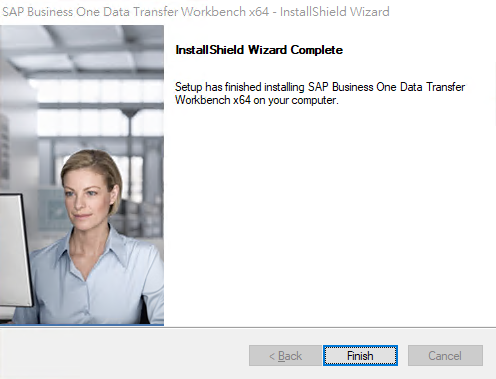 SAP Business One Data Transfer Workbench x64 - InstallShield Wizard
InstallShield Wizard Complete
Setup has finished installing SAP Business One Data Transfer
Workbench x64 on your computer.
< Back
Finish
Cancel